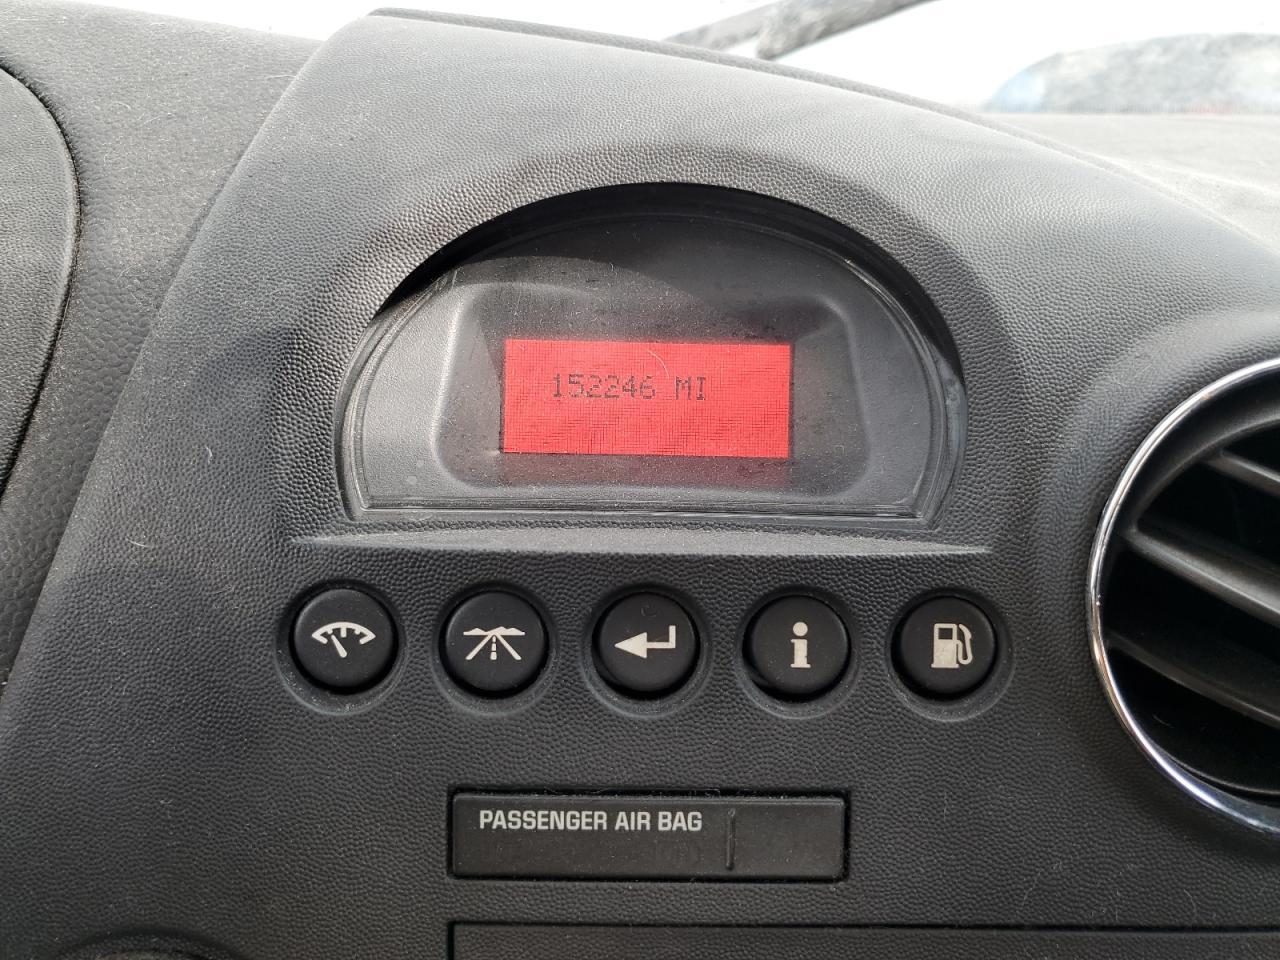 152246 MI
i
PASSENGER AIR BAG